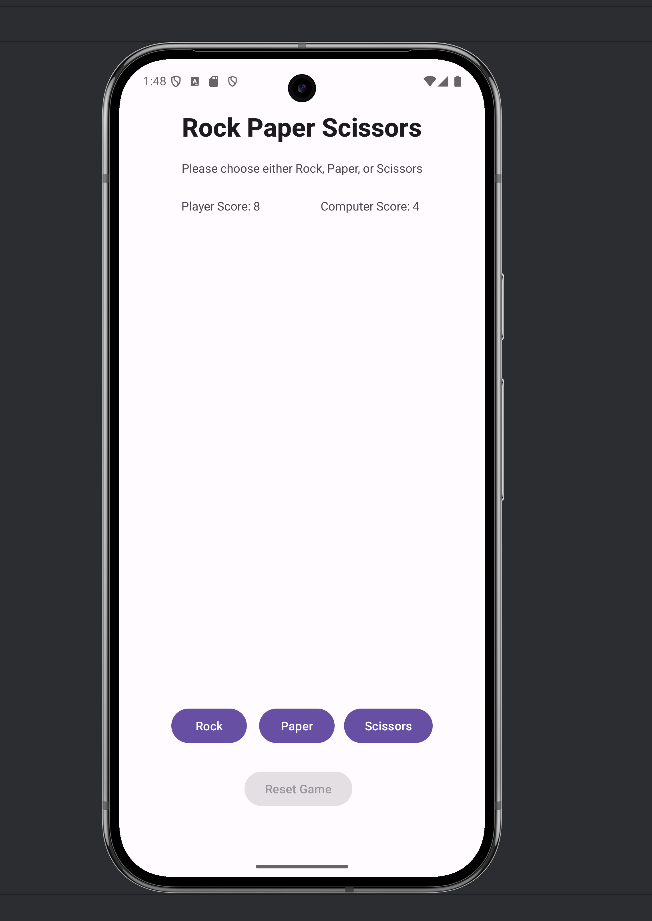 1:48
Rock Paper Scissors
Please choose either Rock, Paper, or Scissors
Player Score: 8 Computer Score: 4
Rock Paper Scissors
Reset Game